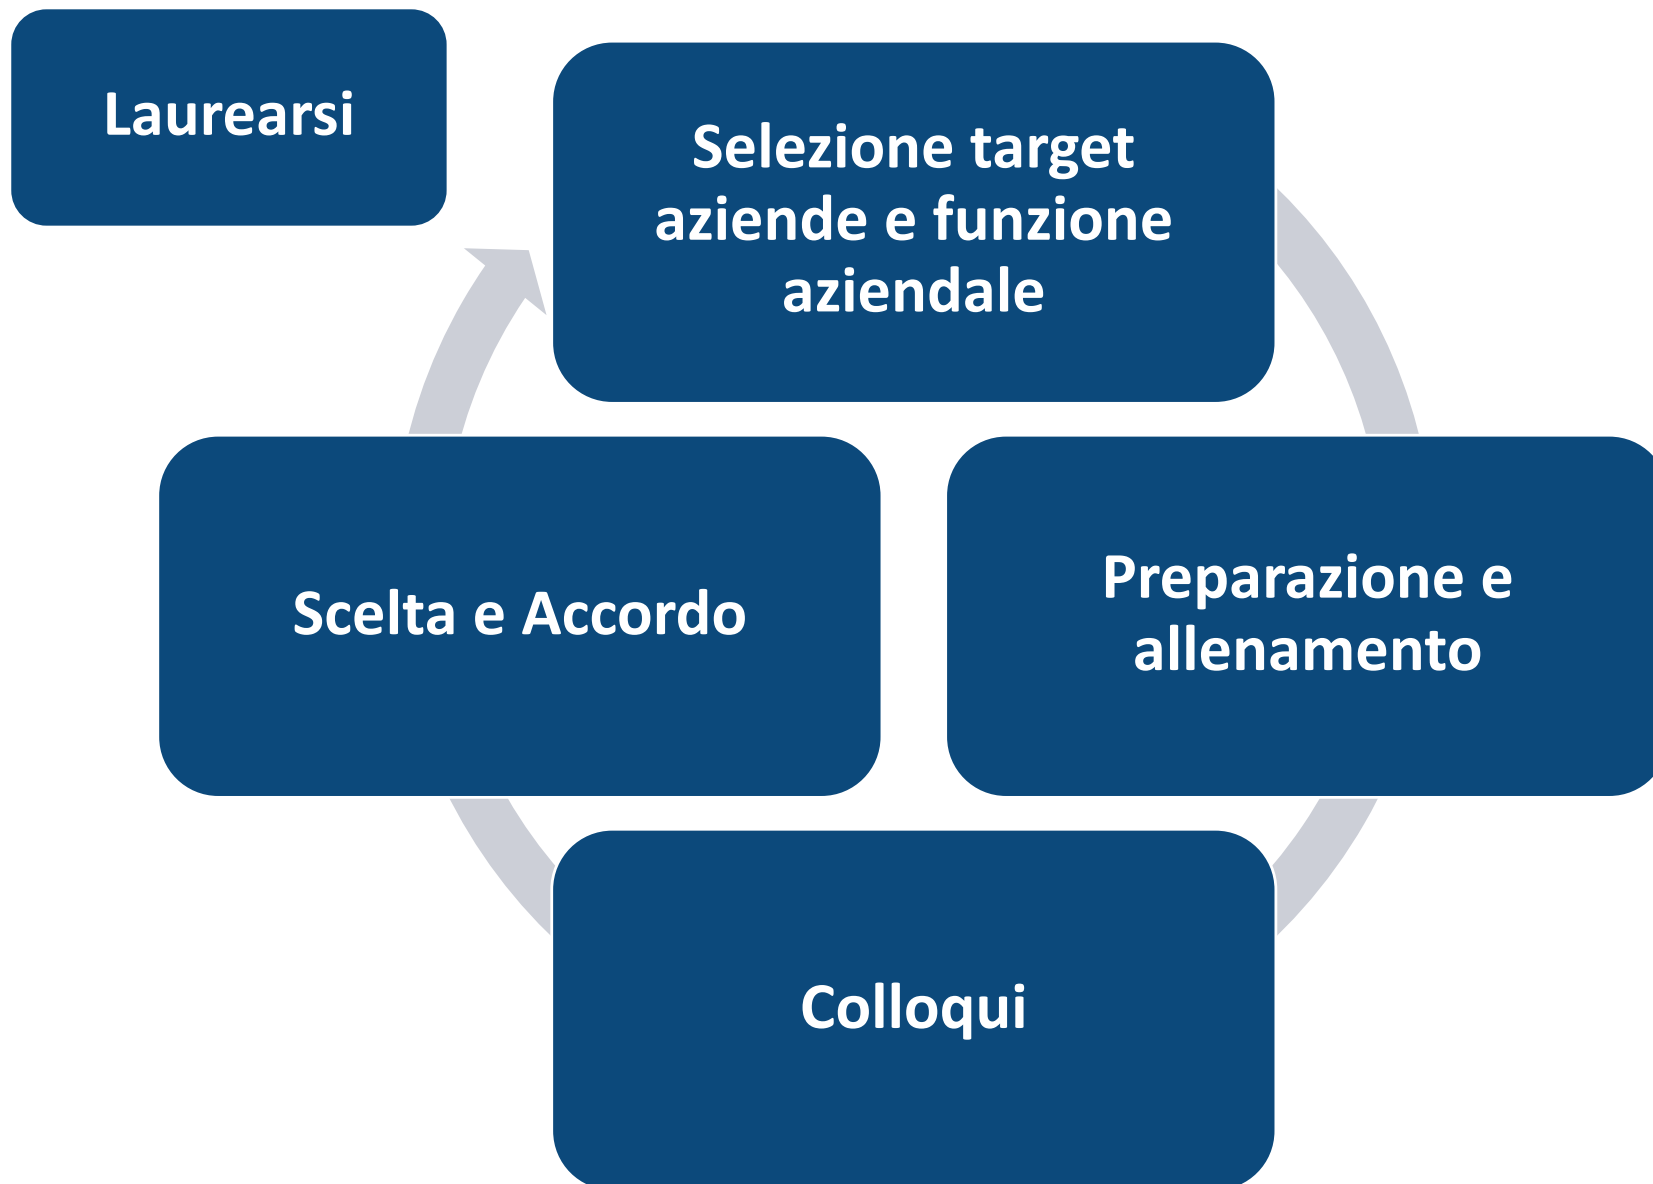 Laurearsi
Selezione target
aziende e funzione
aziendale
Preparazione e
allenamento
Colloqui
Scelta e Accordo